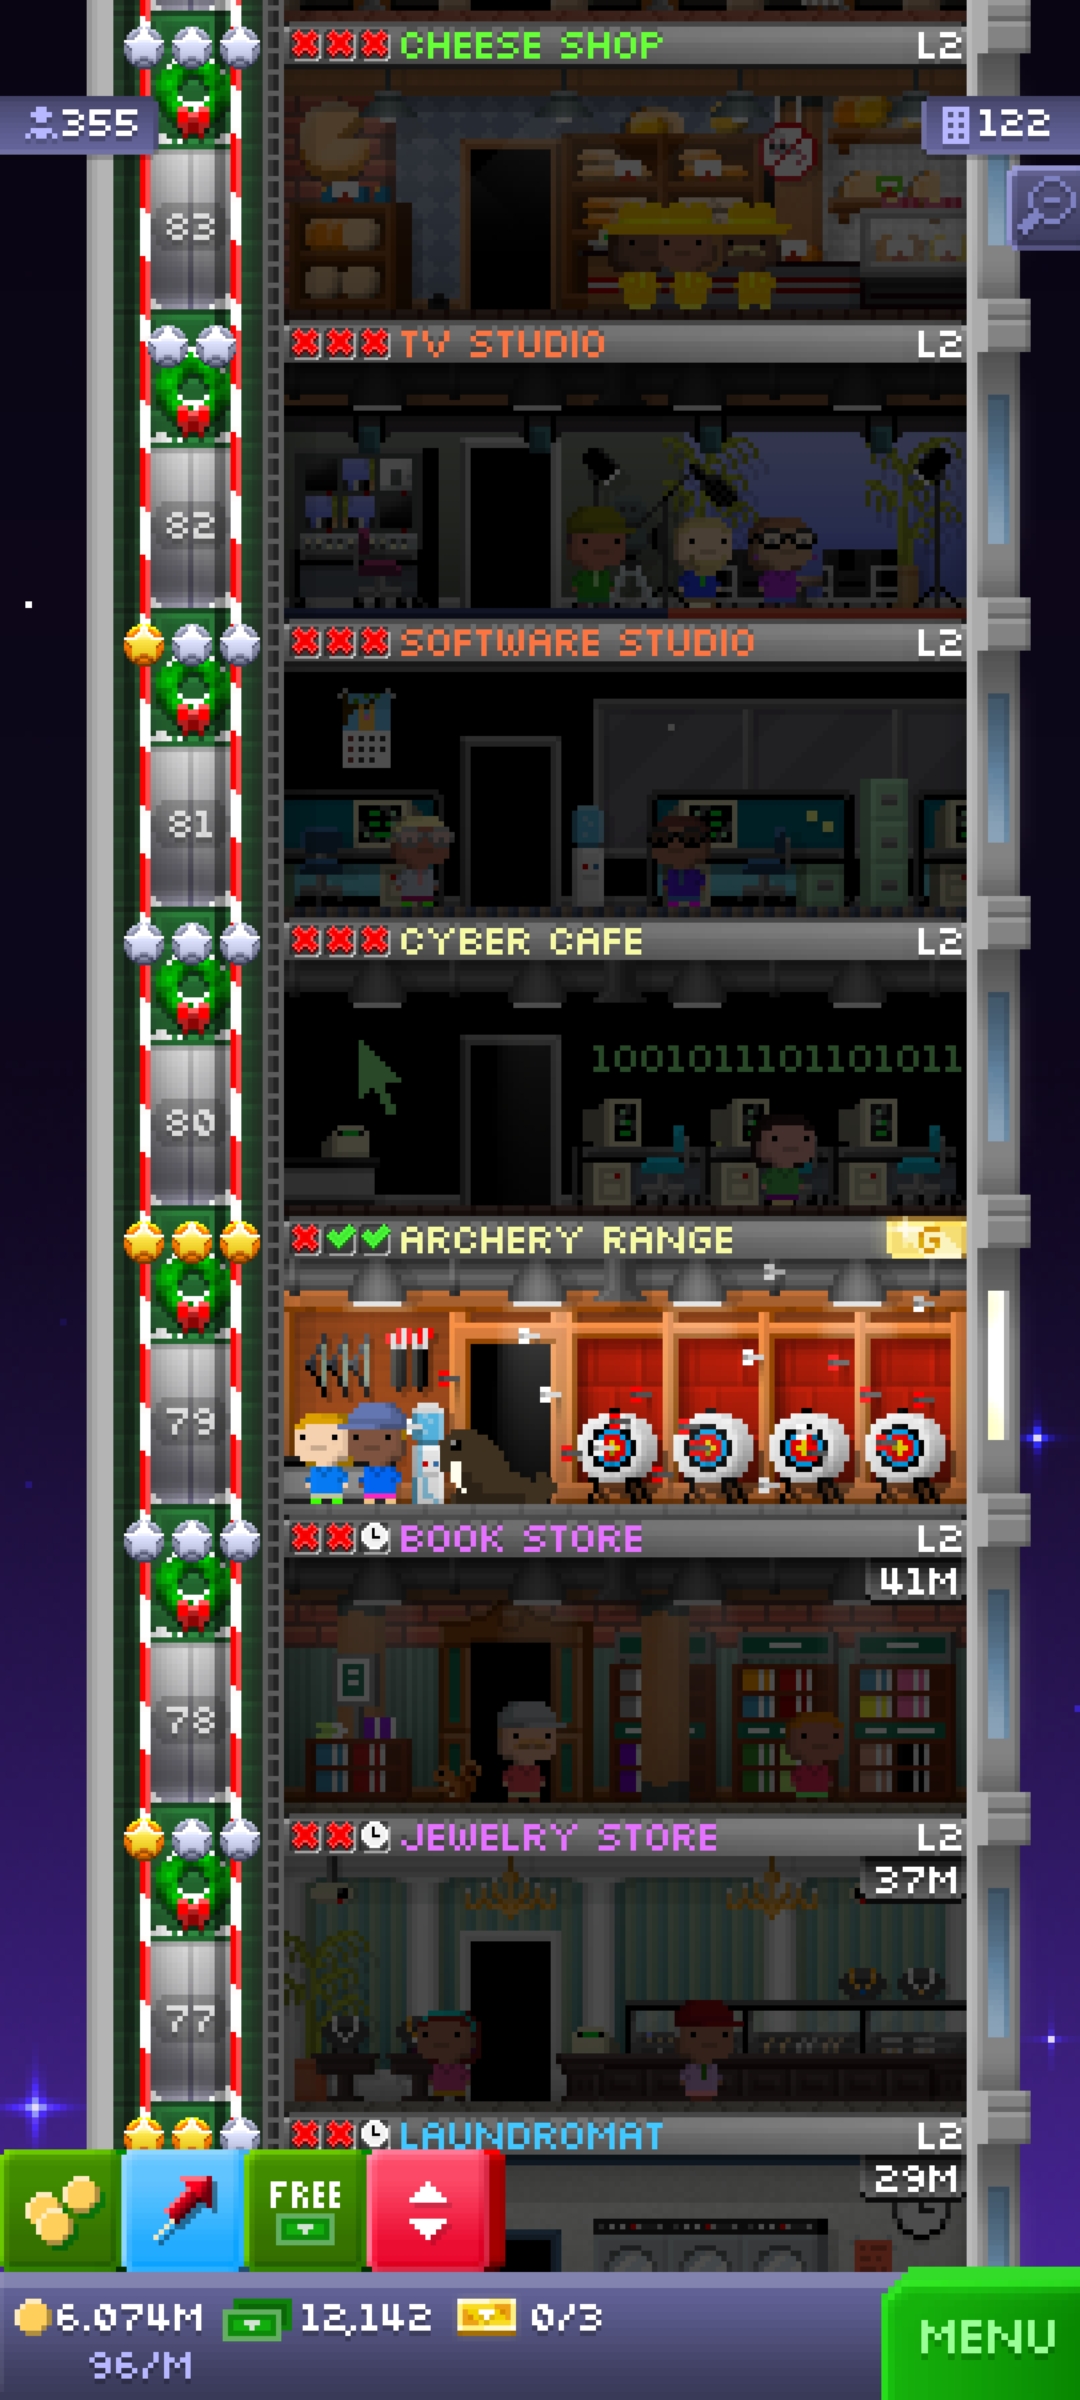 CHEESE SHOP L2
355
122
83
TV STUDIO L2
82
SOFTWARE STUDIO L2
81
CYBER CAFE L2
1001011101101011
80
ARCHERY RANGE G
79
BOOK STORE L2
41M
78
JEWELRY STORE L2
37M
77
LAUNDROMAT L2
29M
FREE
6.074M 12,142 0/3
96/M
MENU